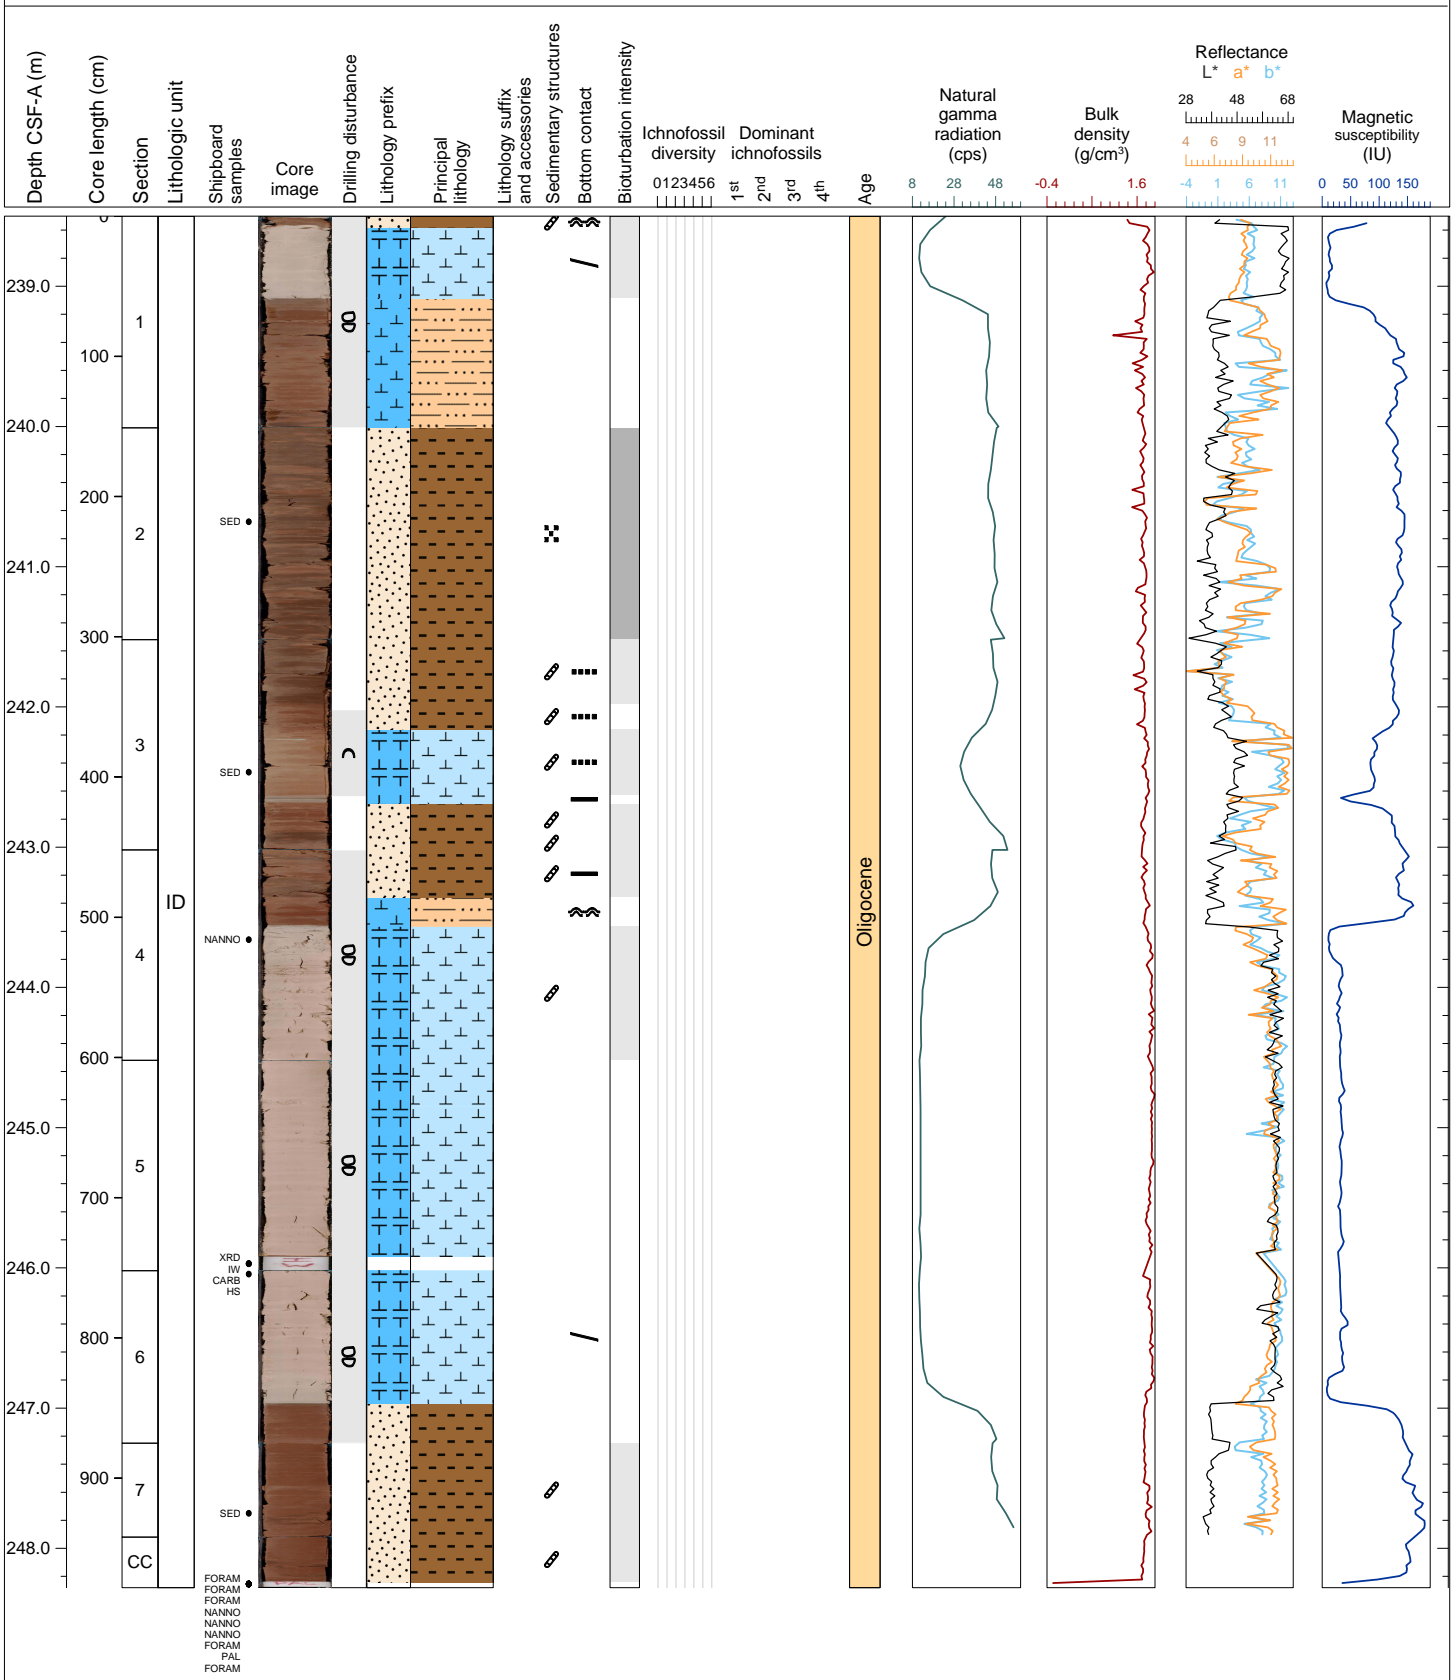 Depth CSF-A (m)
Core length (cm)
Section
Lithologic unit
Shipboard
samples
Core
image
Drilling disturbance
Lithology prefix
Principal
lithology
Lithology suffix
and accessories
Sedimentary structures
Bottom contact
Bioturbation intensity
Ichnofossil
diversity
0123456
Dominant
ichnofossils
1st 2nd 3rd 4th
Age
Natural
gamma
radiation
(cps)
8 28 48
Bulk
density
(g/cm³)
-0.4 1.6
Reflectance
L* a* b*
28 48 68
4 6 9 11
-4 1 6 11
Magnetic
susceptibility
(IU)
0 50 100 150
0
239.0
1
100
240.0
200
SED
2
241.0
300
242.0
3
SED
400
243.0
ID
Oligocene
500
NANNO
4
244.0
600
245.0
5
700
XRD
246.0
IW
CARB
HS
800
6
247.0
900
7
SED
248.0
CC
FORAM
FORAM
FORAM
NANNO
NANNO
NANNO
FORAM
PAL
FORAM